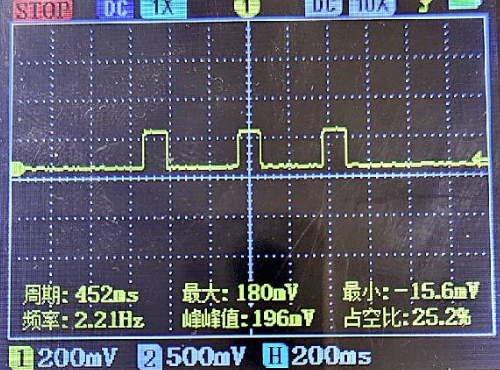 STOP DC 1X 1 DC 10X
周期: 452ms 最大: 180mV 最小: -15.6mV
频率: 2.21Hz 峰峰值: 196mV 占空比: 25.2%
1 200mV 2 500mV H 200ms